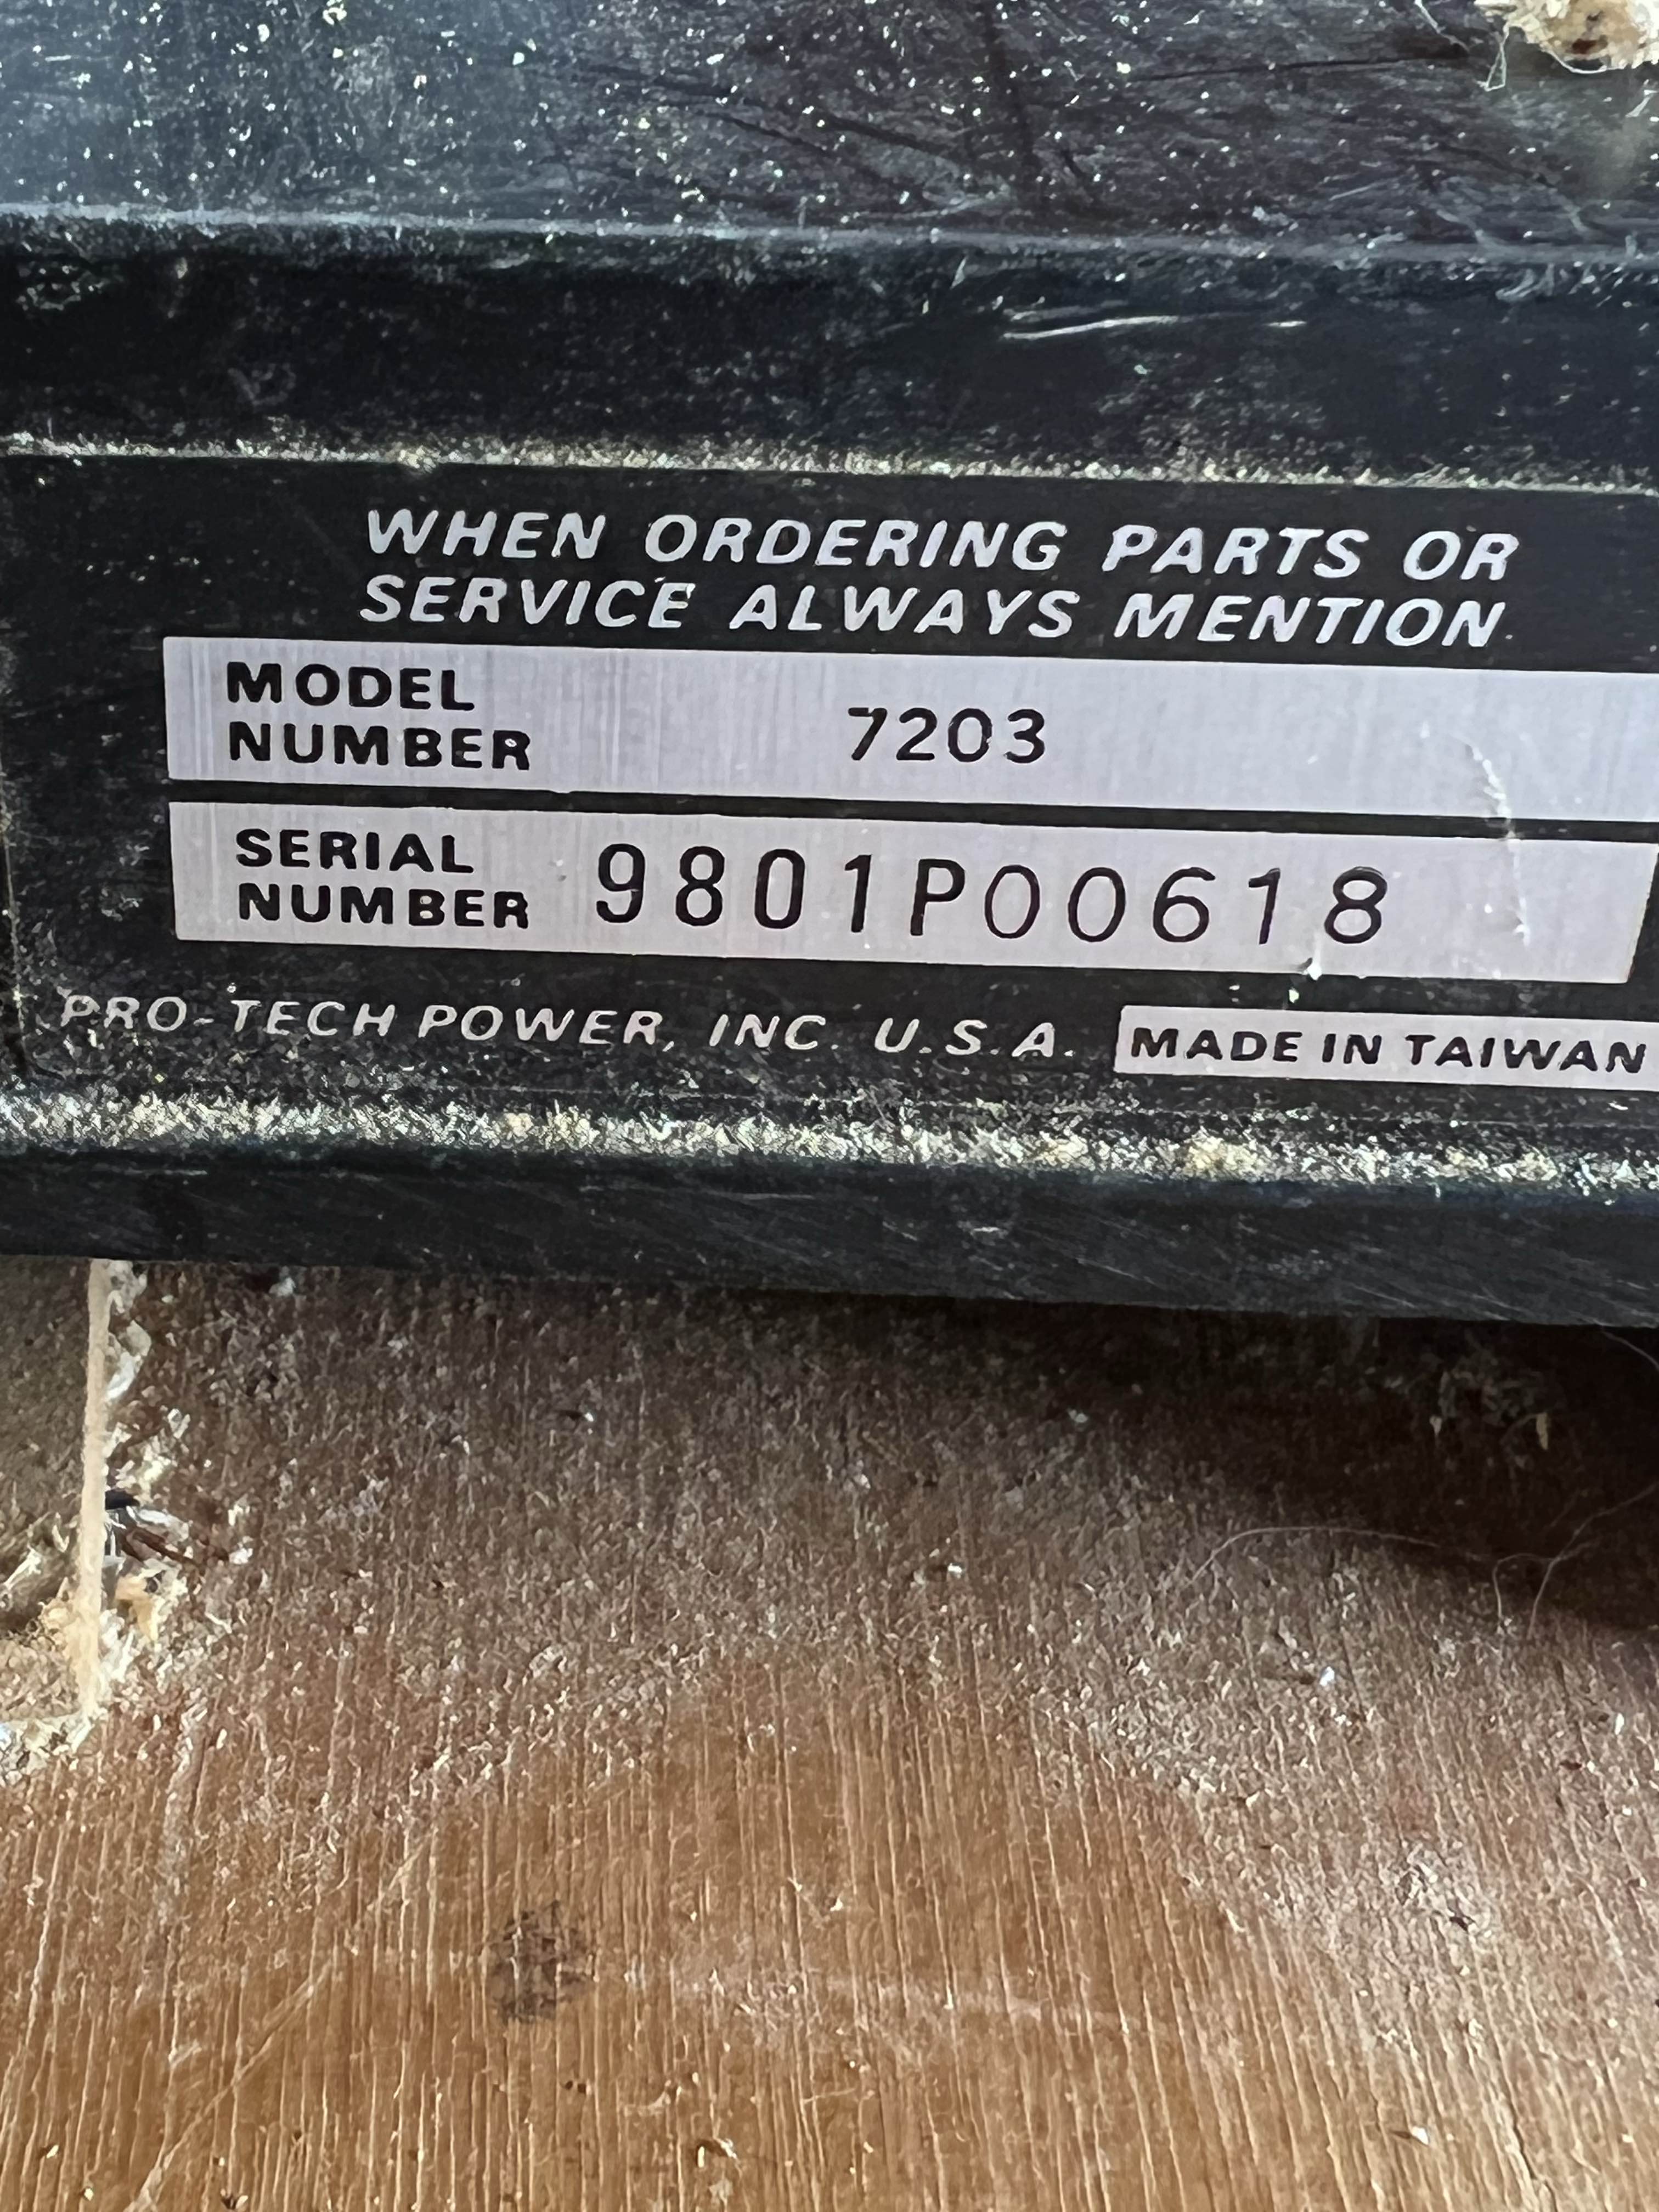 WHEN ORDERING PARTS OR
SERVICE ALWAYS MENTION
MODEL
NUMBER 7203
SERIAL
NUMBER 9801P00618
PRO-TECH POWER, INC. U.S.A. MADE IN TAIWAN